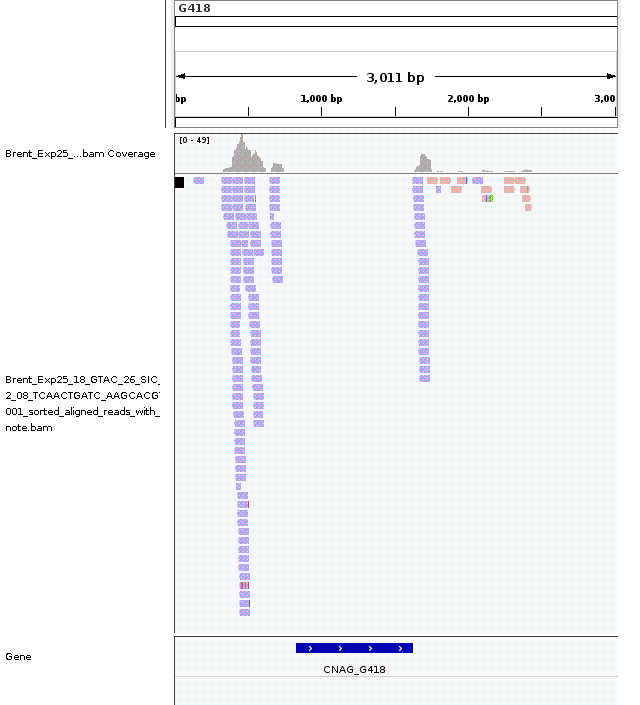 G418
3,011 bp
bp 1,000 bp 2,000 bp 3,00
[0 - 49]
Brent_Exp25_...bam Coverage
Brent_Exp25_18_GTAC_26_SIC_
2_08_TCAACTGATC_AAGCACG
001_sorted_aligned_reads_with_
note.bam
Gene
CNAG_G418